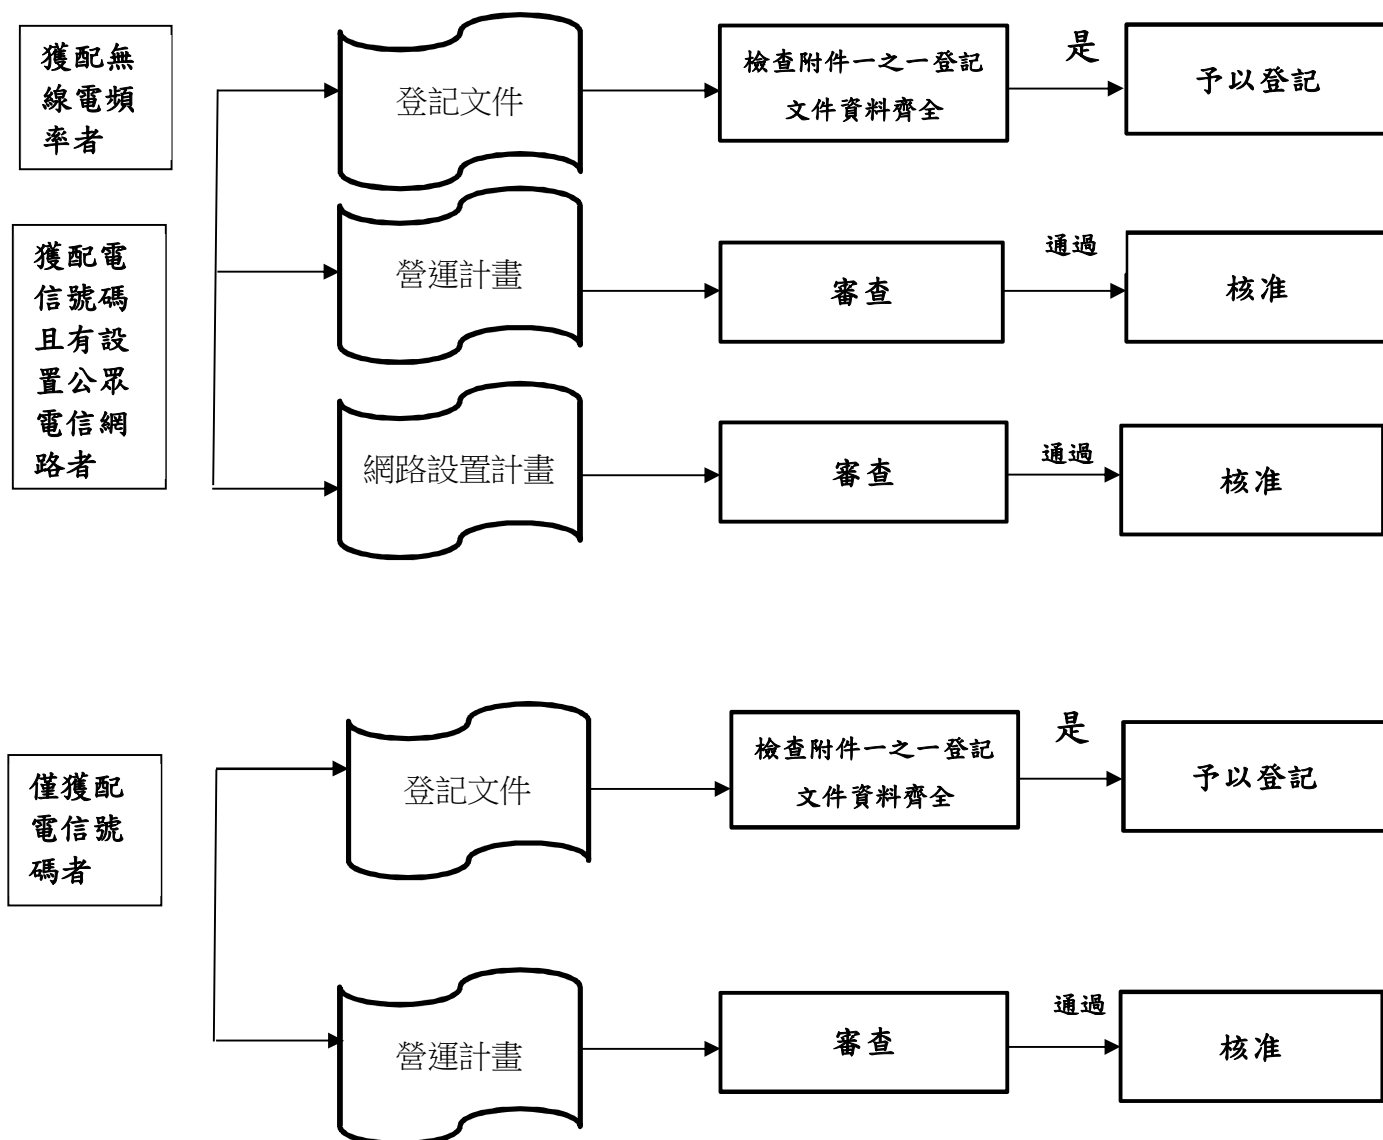 獲配無
線電頻
率者
登記文件
檢查附件一之一登記
文件資料齊全
是
予以登記
獲配電
信號碼
且有設
置公眾
電信網
路者
營運計畫
審查
通過
核准
網路設置計畫
審查
通過
核准
僅獲配
電信號
碼者
登記文件
檢查附件一之一登記
文件資料齊全
是
予以登記
營運計畫
審查
通過
核准